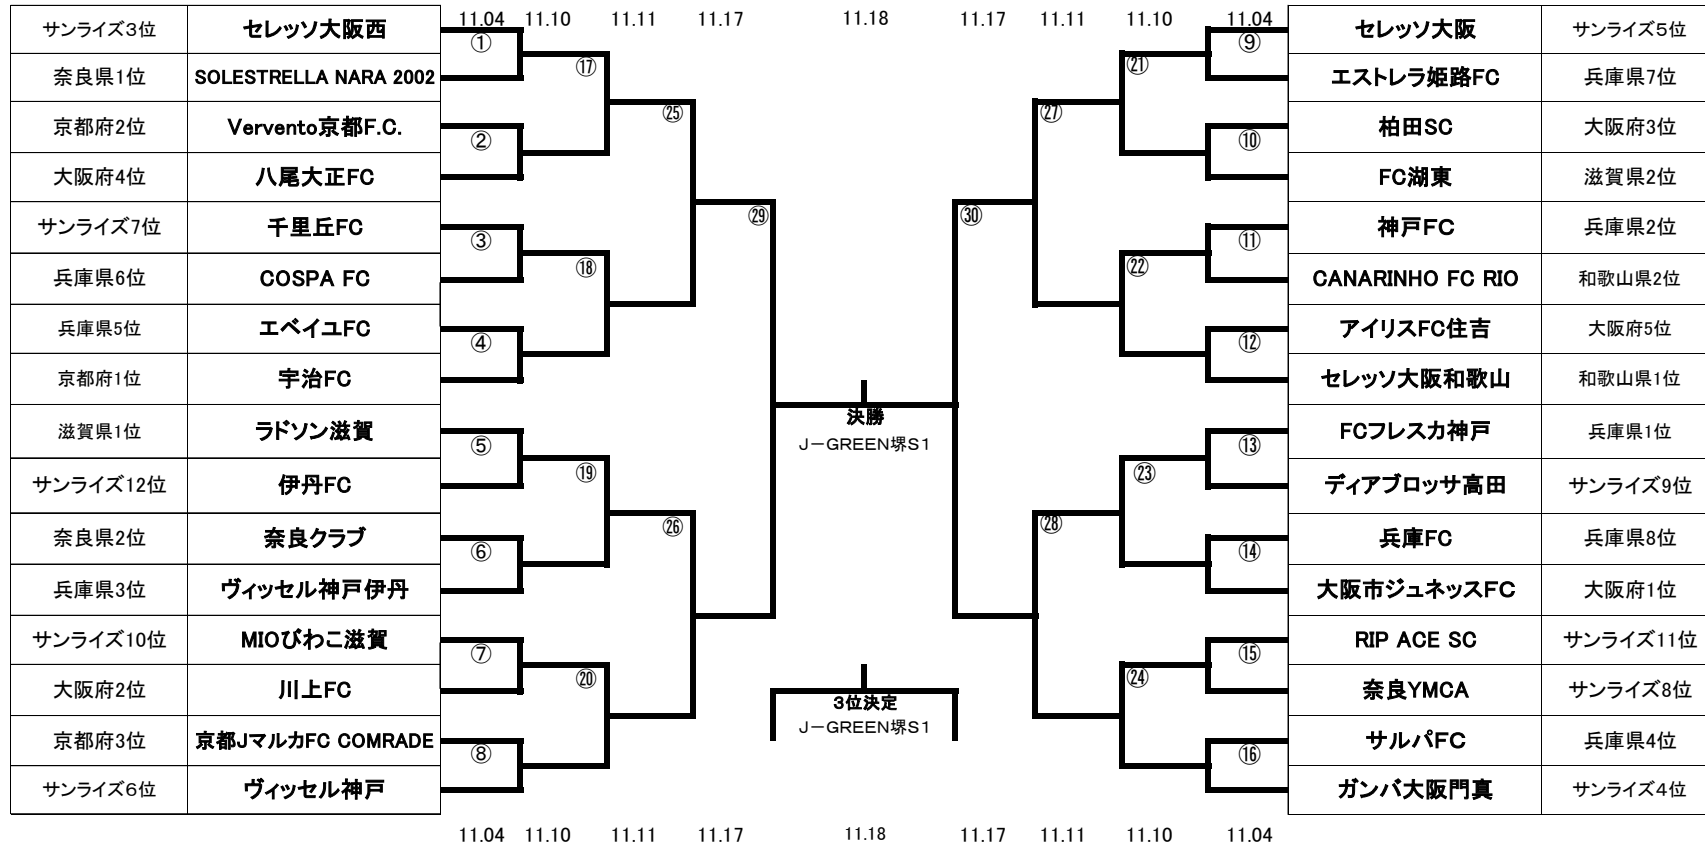 11.04 11.10 11.11 11.17 11.18 11.17 11.11 11.10 11.04
サンライズ3位 セレッソ大阪西 ① ⑨ セレッソ大阪 サンライズ5位
⑰ ㉑
奈良県1位 SOLESTRELLA NARA 2002 エストレラ姫路FC 兵庫県7位
㉕ ㉗
京都府2位 Vervento京都F.C. ② ⑩ 柏田SC 大阪府3位
大阪府4位 八尾大正FC FC湖東 滋賀県2位
㉙ ㉚
サンライズ7位 千里丘FC ③ ⑪ 神戸FC 兵庫県2位
⑱ ㉒
兵庫県6位 COSPA FC CANARINHO FC RIO 和歌山県2位
兵庫県5位 エベイユFC ④ ⑫ アイリスFC住吉 大阪府5位
京都府1位 宇治FC セレッソ大阪和歌山 和歌山県1位
決勝
滋賀県1位 ラドソン滋賀 ⑤ J－GREEN堺S1 ⑬ FCフレスカ神戸 兵庫県1位
⑲ ㉓
サンライズ12位 伊丹FC ディアブロッサ高田 サンライズ9位
㉖ ㉘
奈良県2位 奈良クラブ ⑥ ⑭ 兵庫FC 兵庫県8位
兵庫県3位 ヴィッセル神戸伊丹 大阪市ジュネッスFC 大阪府1位
サンライズ10位 MIOびわこ滋賀 ⑦ ⑮ RIP ACE SC サンライズ11位
⑳ ㉔
大阪府2位 川上FC 奈良YMCA サンライズ8位
3位決定
J－GREEN堺S1
京都府3位 京都JマルカFC COMRADE ⑧ ⑯ サルパFC 兵庫県4位
サンライズ6位 ヴィッセル神戸 ガンバ大阪門真 サンライズ4位
11.04 11.10 11.11 11.17 11.18 11.17 11.11 11.10 11.04